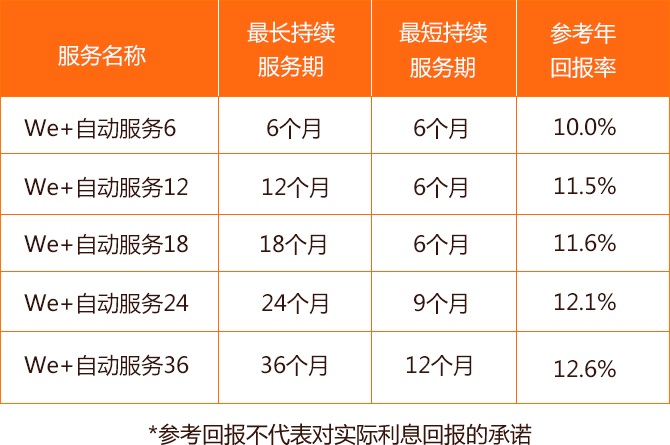 服务名称 最长持续 最短持续 参考年
服务期 服务期 回报率
We+自动服务6 6个月 6个月 10.0%
We+自动服务12 12个月 6个月 11.5%
We+自动服务18 18个月 6个月 11.6%
We+自动服务24 24个月 9个月 12.1%
We+自动服务36 36个月 12个月 12.6%
*参考回报不代表对实际利息回报的承诺